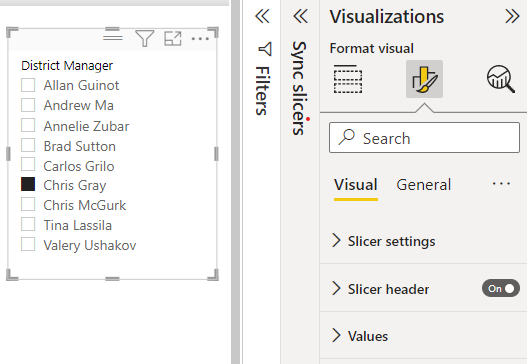 District Manager
Allan Guinot
Andrew Ma
Annelie Zubar
Brad Sutton
Carlos Grilo
Chris Gray
Chris McGurk
Tina Lassila
Valery Ushakov
Filters
Sync slicers
Visualizations
Format visual
Search
Visual General
Slicer settings
Slicer header On
Values